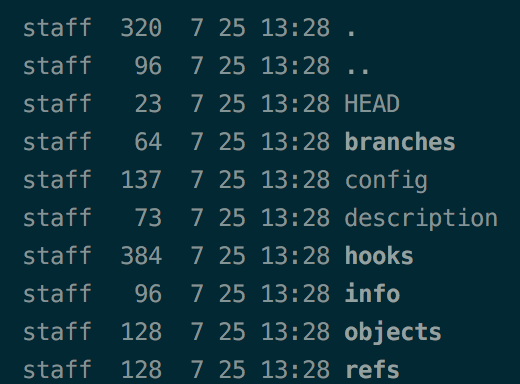 staff  320  7 25 13:28 .
staff   96  7 25 13:28 ..
staff   23  7 25 13:28 HEAD
staff   64  7 25 13:28 branches
staff  137  7 25 13:28 config
staff   73  7 25 13:28 description
staff  384  7 25 13:28 hooks
staff   96  7 25 13:28 info
staff  128  7 25 13:28 objects
staff  128  7 25 13:28 refs